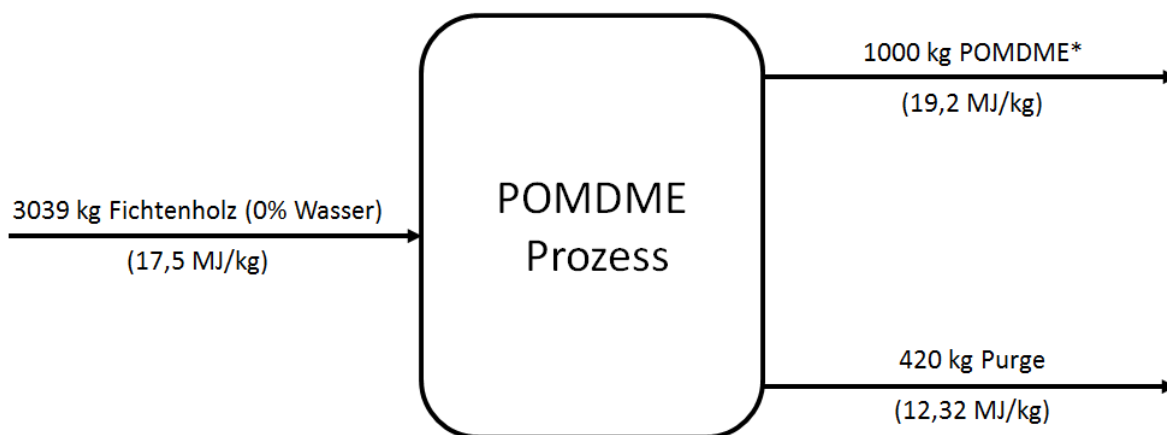 3039 kg Fichtenholz (0% Wasser)
(17,5 MJ/kg)
POMDME
Prozess
1000 kg POMDME*
(19,2 MJ/kg)
420 kg Purge
(12,32 MJ/kg)